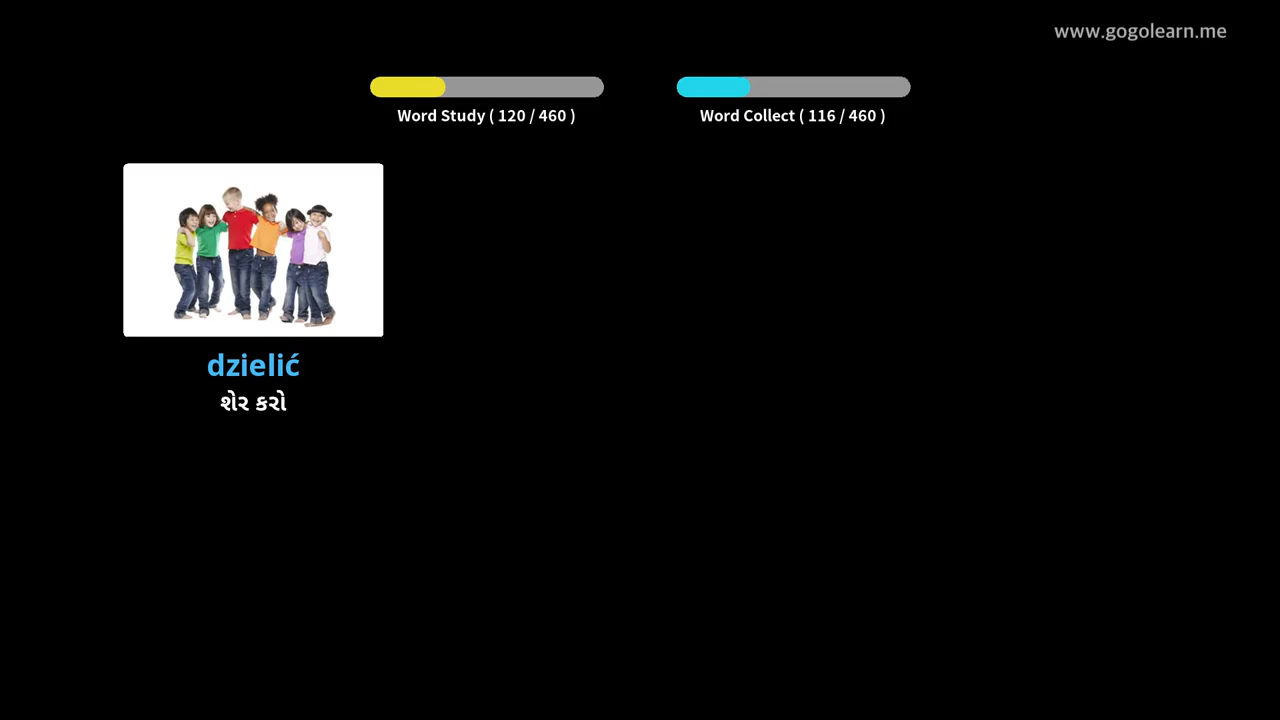 www.gogolearn.me
Word Study ( 120 / 460 )
Word Collect ( 116 / 460 )
dzielić
શેર કરો